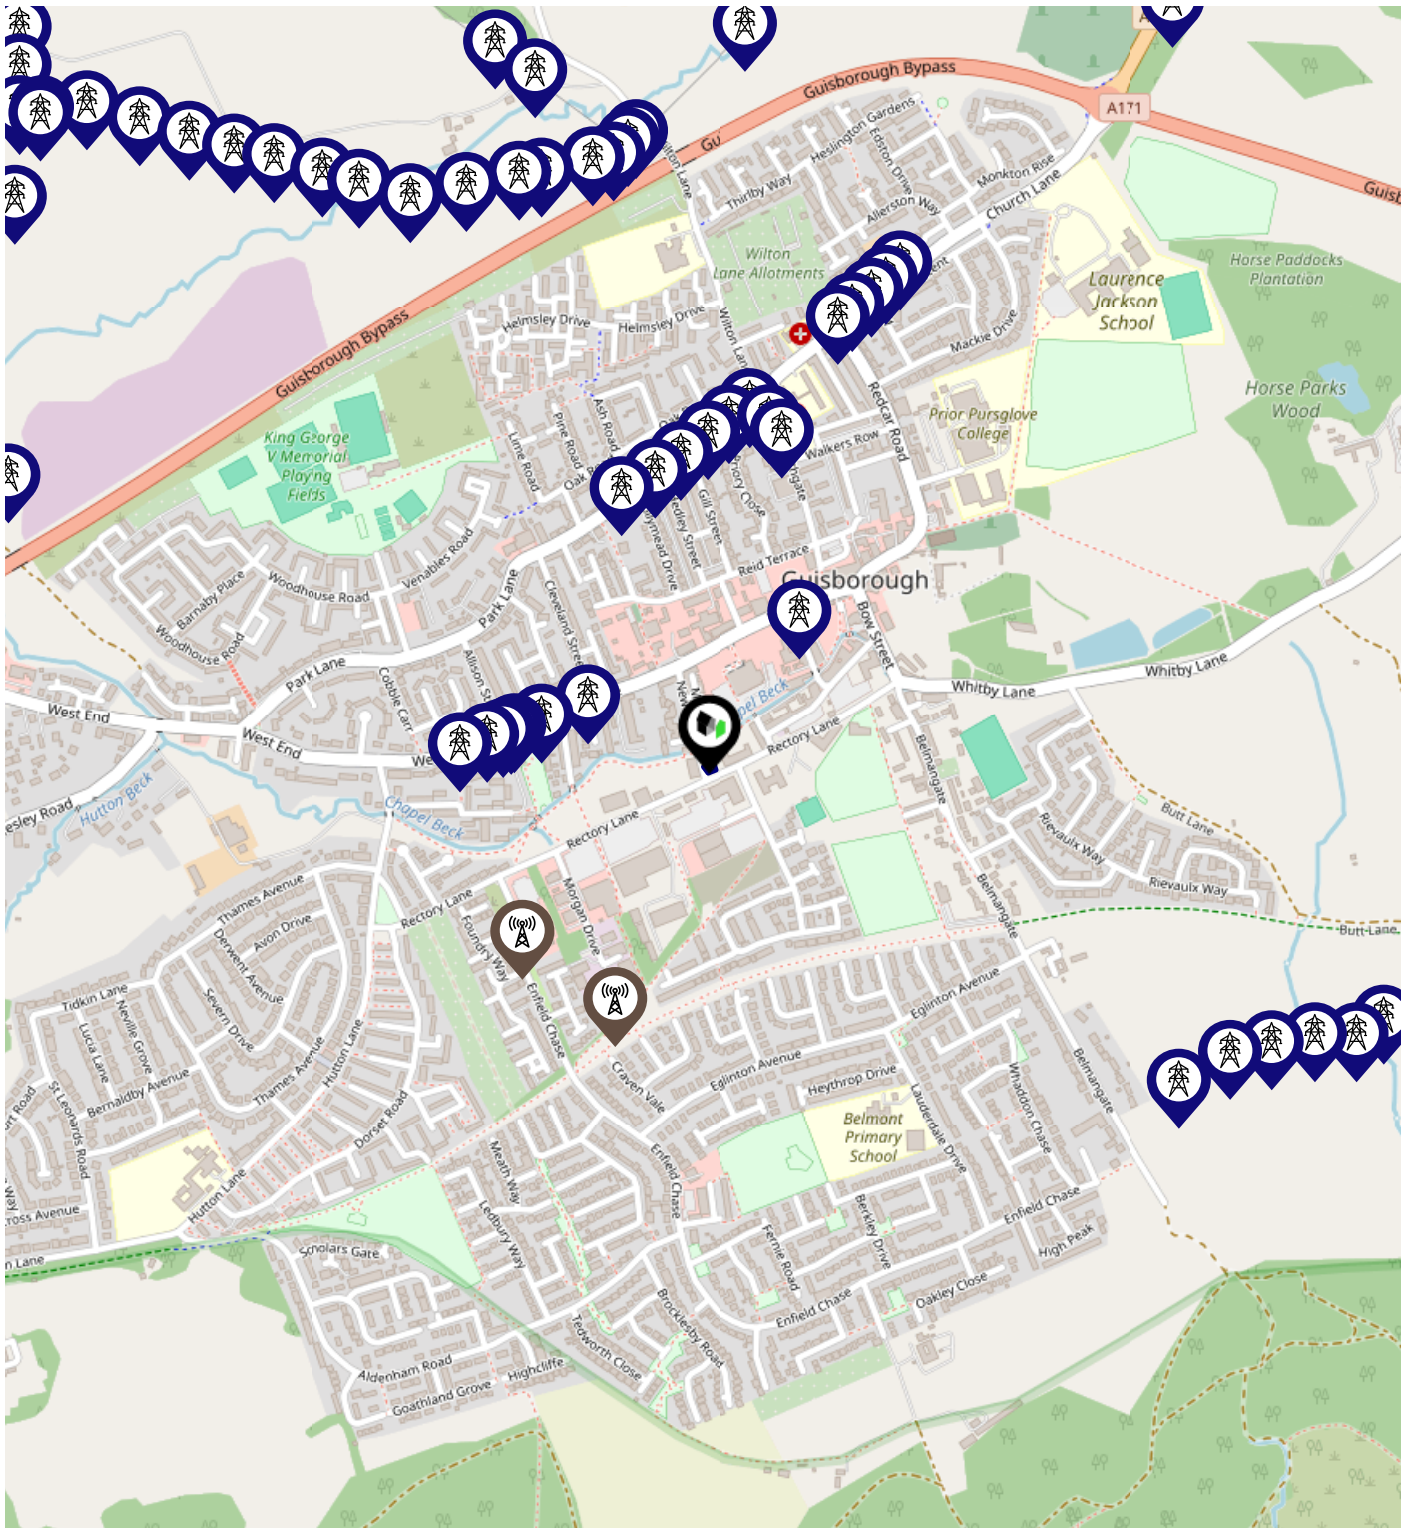 Guisborough Bypass
A171
Gu
Heslington Gardens
Edston Drive
Monkton Rise
Thirlby Way
Church Lane
Allerston Way
Wilton
Lane Allotments
Horse Paddocks
Plantation
Laurence
Jackson
School
Helmsley Drive
Helmsley Drive
Mackie Drive
Guisborough Bypass
Redcar Road
Horse Parks
Wood
Ash Road
Pine Road
Lime Road
Prior Pursglove
College
King George
V Memorial
Playing
Fields
Walkers Row
Gill Street
Reid Terrace
Venables Road
Guisborough
Woodhouse Road
Barnaby Place
Park Lane
Woodhouse Road
Bow Street
Park Lane
Cobble Carr
Whitby Lane
Whitby Lane
West End
West End
Rectory Lane
Belmangate
Hutton Beck
Chapel Beck
Rectory Lane
Butt Lane
Rievaulx Way
Rievaulx Way
Thames Avenue
Rectory Lane
Morgan Drive
Belmangate
Avon Drive
Foundry Way
Derwent Avenue
Butt Lane
Tidkin Lane
Enfield Chase
Eglinton Avenue
Severn Drive
Neville Grove
Lucia Lane
Hutton Lane
Thames Avenue
Craven Vale
Eglinton Avenue
Heythrop Drive
Belmangate
Bernaldby Avenue
St Leonards Road
Dorset Road
Whaddon Chase
Lauderdale Drive
Belmont
Primary
School
Meath Way
Enfield Chase
Hutton Lane
Ledbury Way
Berkley Drive
Enfield Chase
High Peak
Fernie Road
Scholars Gate
Oakley Close
Enfield Chase
Brocklesby Road
Tedworth Close
Aldenham Road
Highcliffe
Goathland Grove